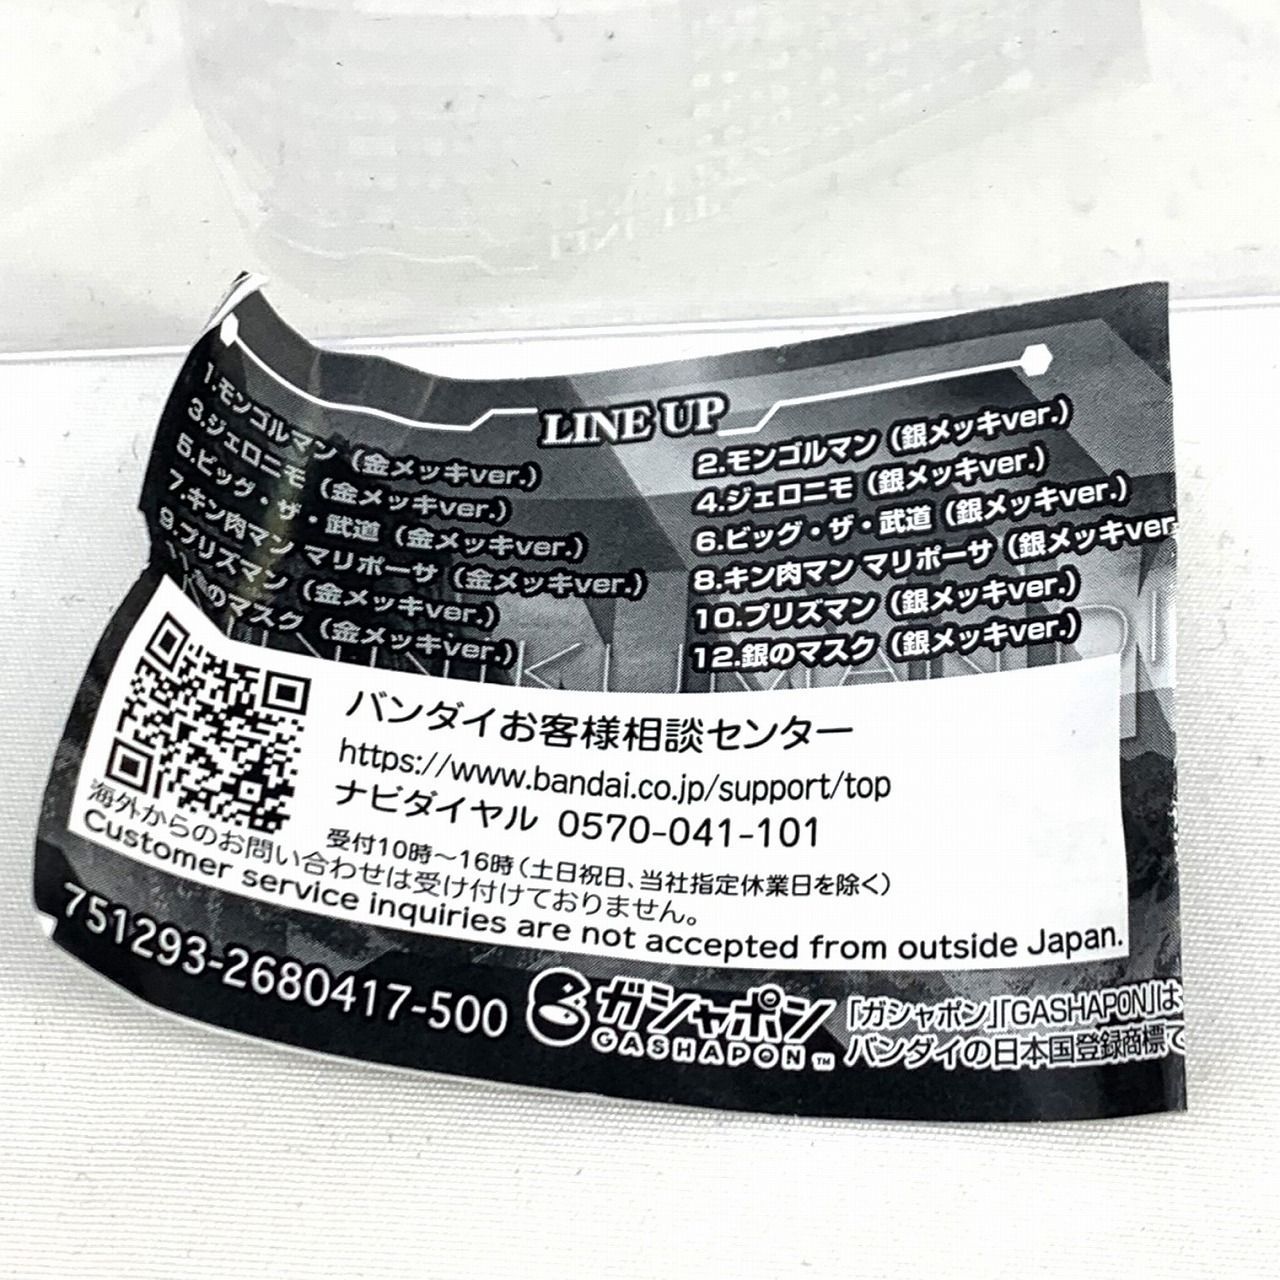 LINE UP
1.モンゴルマン（金メッキver.）
2.モンゴルマン（銀メッキver.）
3.ジェロニモ（金メッキver.）
4.ジェロニモ（銀メッキver.）
5.ビッグ・ザ・武道（金メッキver.）
6.ビッグ・ザ・武道（銀メッキver.）
7.キン肉マン マリポーサ（金メッキver.）
8.キン肉マン マリポーサ（銀メッキver
9.プリズマン（金メッキver.）
10.プリズマン（銀メッキver.）
のマスク（金メッキver.）
12.銀のマスク（銀メッキver.）
バンダイお客様相談センター
https://www.bandai.co.jp/support/top
ナビダイヤル 0570-041-101
受付10時～16時（土日祝日、当社指定休業日を除く）
海外からのお問い合わせは受け付けておりません。
Customer service inquiries are not accepted from outside Japan.
751293-2680417-500
ガシャポン
GASHAPON™
「ガシャポン」「GASHAPON」は
バンダイの日本国登録商標で